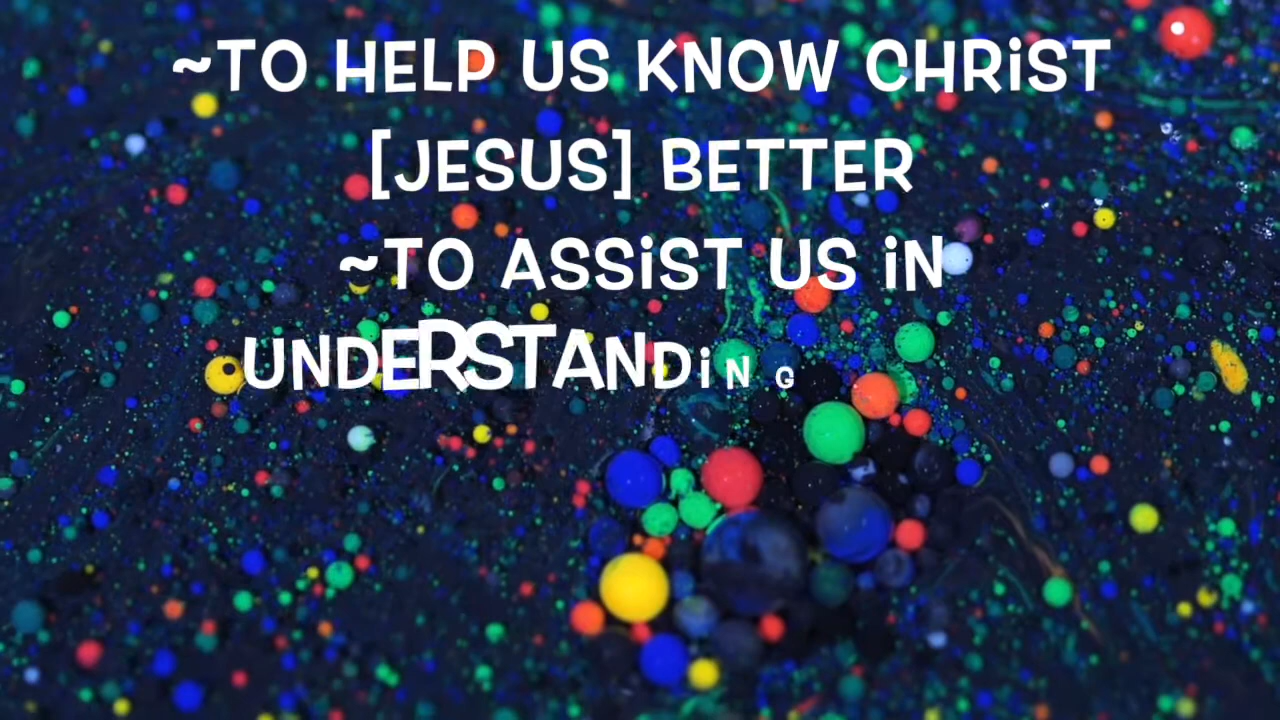 ~TO HELP US KNOW CHRiST
[JESUS] BETTER
~TO ASSiST US iN
UNDERSTANDiNG